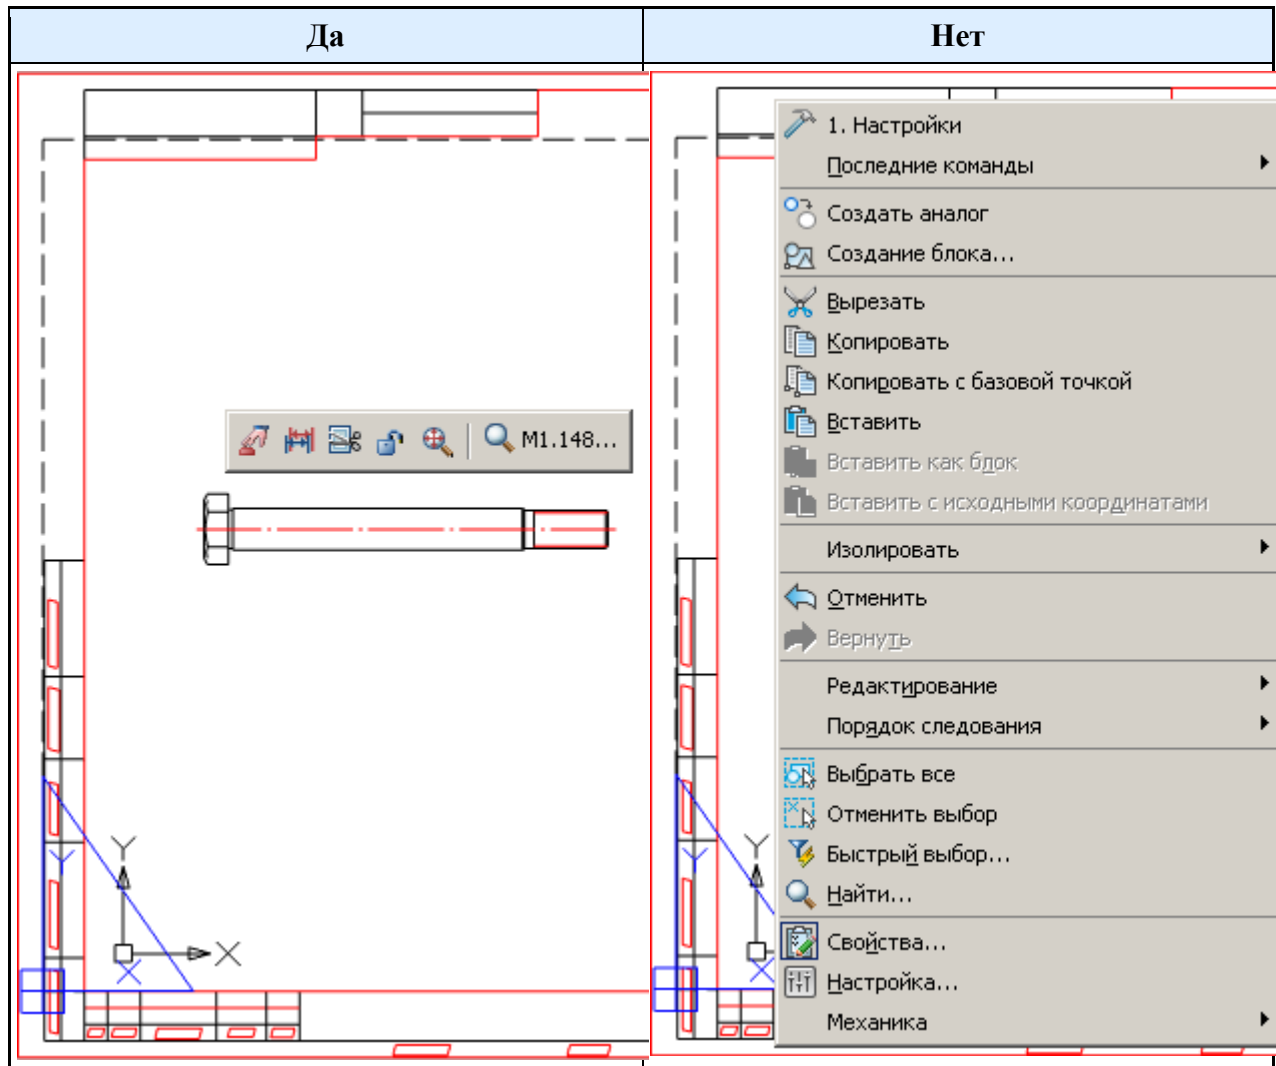 Да
Нет
M1.148...
Y
X
Y
X
1. Настройки
Последние команды
Создать аналог
Создание блока...
Вырезать
Копировать
Копировать с базовой точкой
Вставить
Вставить как блок
Вставить с исходными координатами
Изолировать
Отменить
Вернуть
Редактирование
Порядок следования
Выбрать все
Отменить выбор
Быстрый выбор...
Найти...
Свойства...
Настройка...
Механика
Y
Y
X